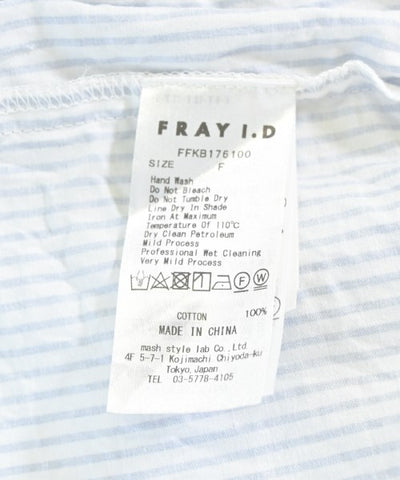 FRAY I.D
FFKB176100
SIZE F
Hand Wash
Do Not Bleach
Do Not Tumble Dry
Line Dry In Shade
Iron At Maximum
Temperature Of 110℃
Dry Clean Petroleum
Mild Process
Professional Wet Cleaning
Very Mild Process
COTTON 100%
MADE IN CHINA
mash style lab Co.,Ltd.
4F 5-7-1 Kojimachi Chiyoda-ku
Tokyo, Japan
TEL 03-5778-4105